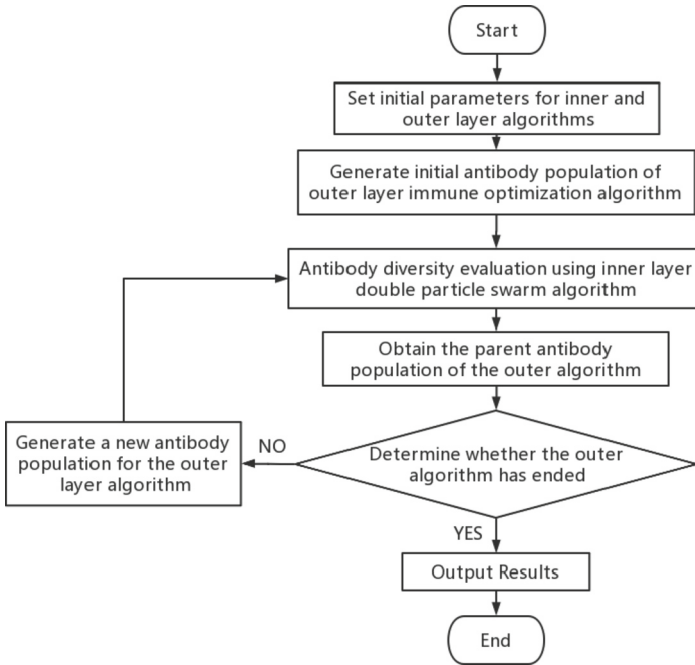 Start
Set initial parameters for inner and
outer layer algorithms
Generate initial antibody population of
outer layer immune optimization algorithm
Antibody diversity evaluation using inner layer
double particle swarm algorithm
Obtain the parent antibody
population of the outer algorithm
Determine whether the outer
algorithm has ended
NO
Generate a new antibody
population for the outer
layer algorithm
YES
Output Results
End